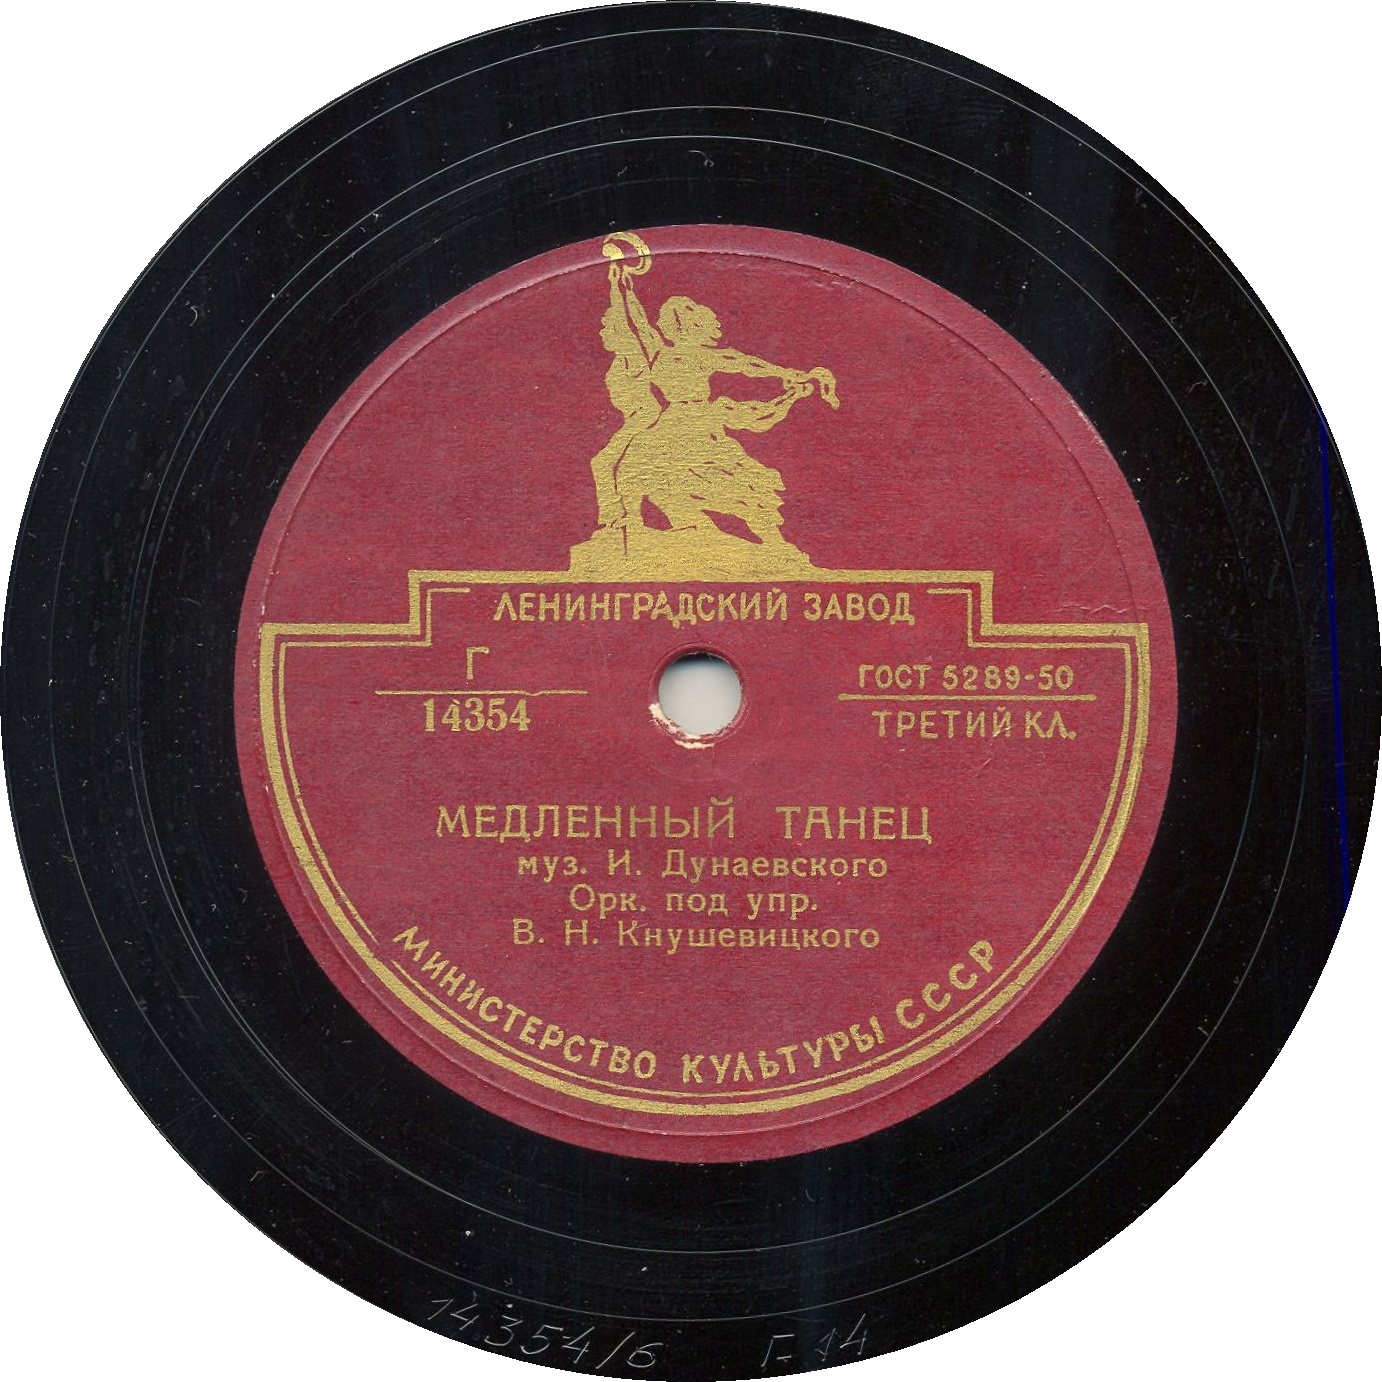 ЛЕНИНГРАДСКИЙ ЗАВОД
Г
14354
ГОСТ 5289-50
ТРЕТИЙ КЛ.
МЕДЛЕННЫЙ ТАНЕЦ
муз. И. Дунаевского
Орк. под упр.
В. Н. Кнушевицкого
МИНИСТЕРСТВО КУЛЬТУРЫ СССР
14354/6 Г-14